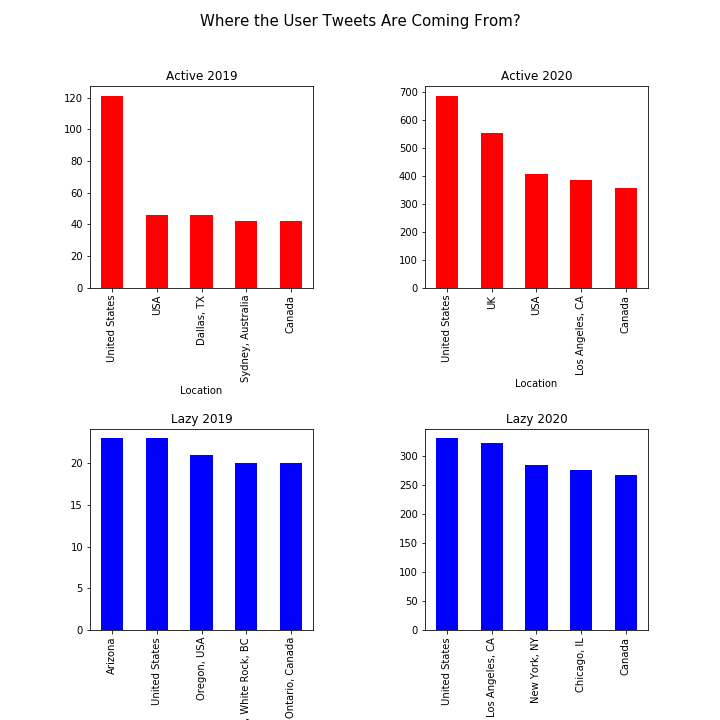 Where the User Tweets Are Coming From?
Active 2019
120
100
80
60
40
20
0
United States
USA
Dallas, TX
Sydney, Australia
Canada
Location
Active 2020
700
600
500
400
300
200
100
0
United States
UK
USA
Los Angeles, CA
Canada
Location
Lazy 2019
20
15
10
5
0
Arizona
United States
Oregon, USA
, White Rock, BC
Ontario, Canada
Lazy 2020
300
250
200
150
100
50
0
United States
Los Angeles, CA
New York, NY
Chicago, IL
Canada